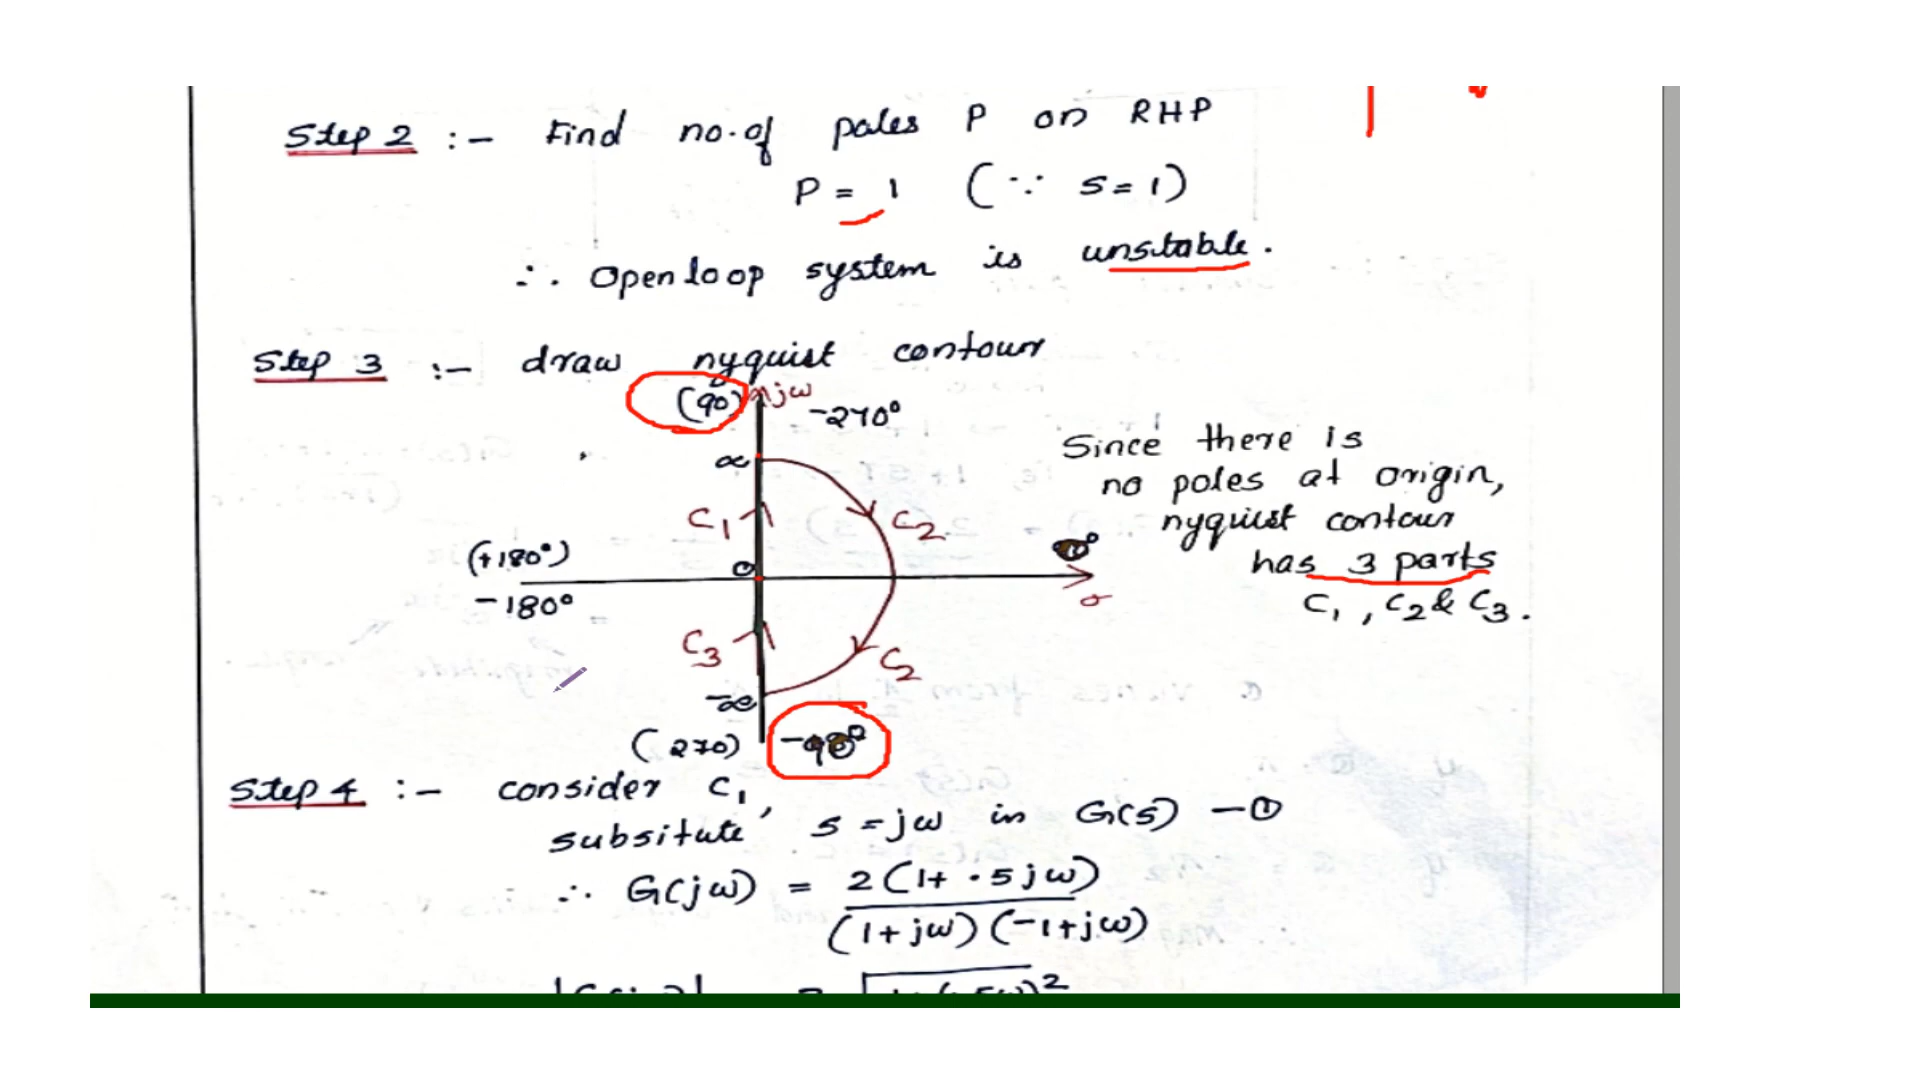 Step 2 :- Find no. of poles P on RHP
P = 1 (∵ s = 1)
∴ Open loop system is unstable.
Step 3 :- draw nyquist contour
(90) jω -270°
∞
C1 C2
(+180°) 0 0°
-180° σ
C3 C2
-∞
(270) -90°
Since there is
no poles at origin,
nyquist contour
has 3 parts
C1, C2 & C3.
Step 4 :- consider C1,
subsitute s = jω in G(s) -①
∴ G(jω) = 2(1+ .5jω)
(1+jω)(-1+jω)